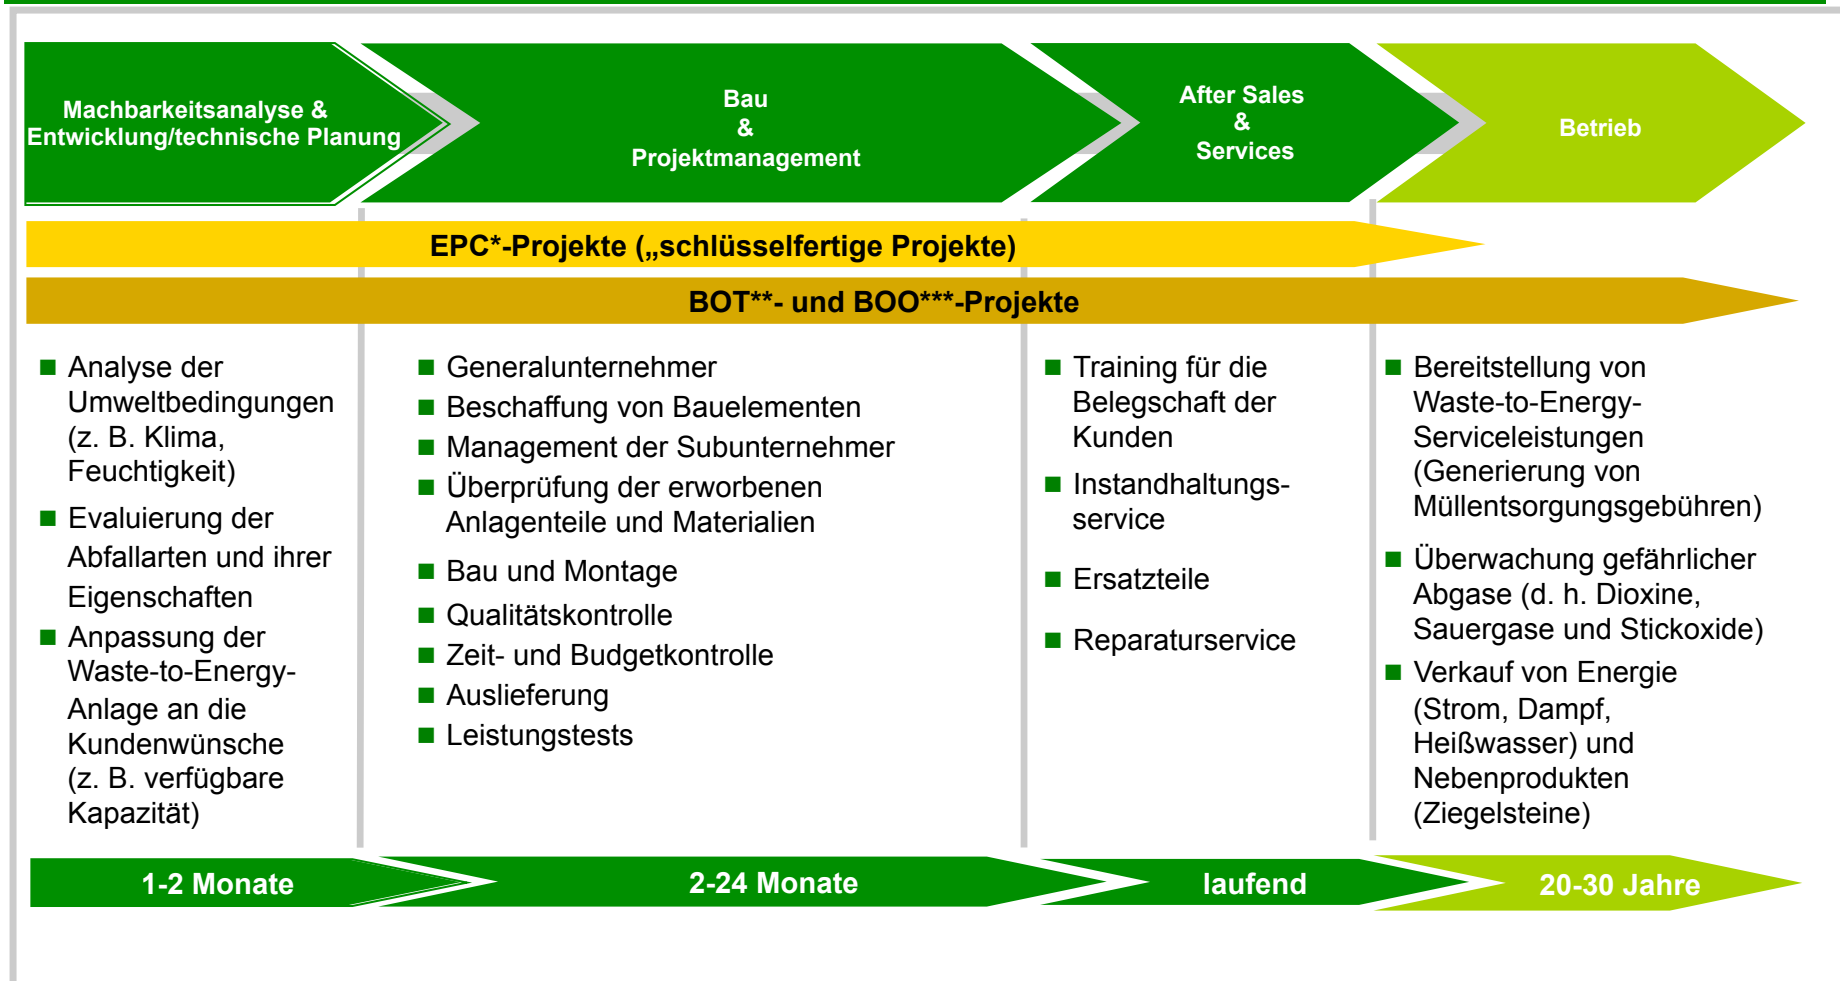 Machbarkeitsanalyse &
Entwicklung/technische Planung
Bau
&
Projektmanagement
After Sales
&
Services
Betrieb
EPC*-Projekte („schlüsselfertige Projekte)
BOT**- und BOO***-Projekte
Analyse der
Umweltbedingungen
(z. B. Klima,
Feuchtigkeit)
Evaluierung der
Abfallarten und ihrer
Eigenschaften
Anpassung der
Waste-to-Energy-
Anlage an die
Kundenwünsche
(z. B. verfügbare
Kapazität)
Generalunternehmer
Beschaffung von Bauelementen
Management der Subunternehmer
Überprüfung der erworbenen
Anlagenteile und Materialien
Bau und Montage
Qualitätskontrolle
Zeit- und Budgetkontrolle
Auslieferung
Leistungstests
Training für die
Belegschaft der
Kunden
Instandhaltungs-
service
Ersatzteile
Reparaturservice
Bereitstellung von
Waste-to-Energy-
Serviceleistungen
(Generierung von
Müllentsorgungsgebühren)
Überwachung gefährlicher
Abgase (d. h. Dioxine,
Sauergase und Stickoxide)
Verkauf von Energie
(Strom, Dampf,
Heißwasser) und
Nebenprodukten
(Ziegelsteine)
1-2 Monate
2-24 Monate
laufend
20-30 Jahre